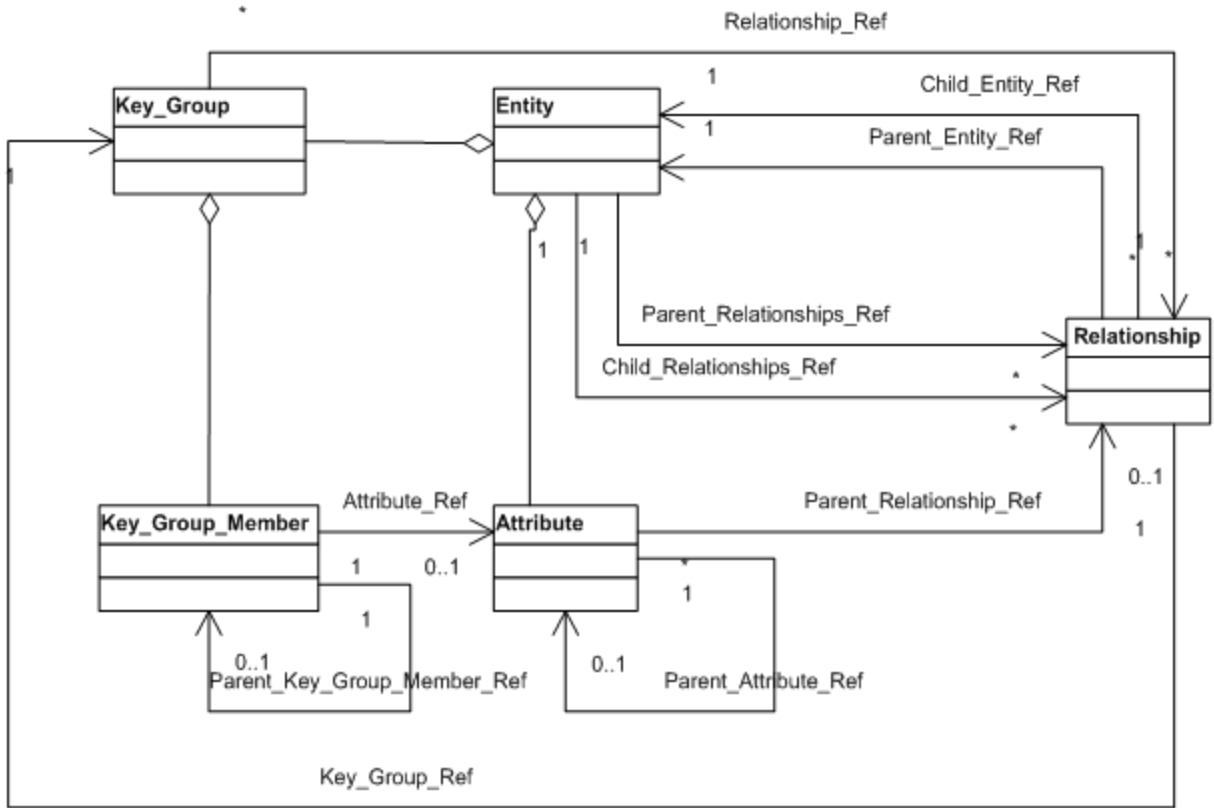 *
Relationship_Ref
1
Child_Entity_Ref
Key_Group
Entity
1
Parent_Entity_Ref
1
1
1
1
*
*
Parent_Relationships_Ref
Relationship
Child_Relationships_Ref
*
*
0..1
Attribute_Ref
Parent_Relationship_Ref
Key_Group_Member
Attribute
1
1
0..1
*
1
1
0..1
0..1
Parent_Key_Group_Member_Ref
Parent_Attribute_Ref
Key_Group_Ref